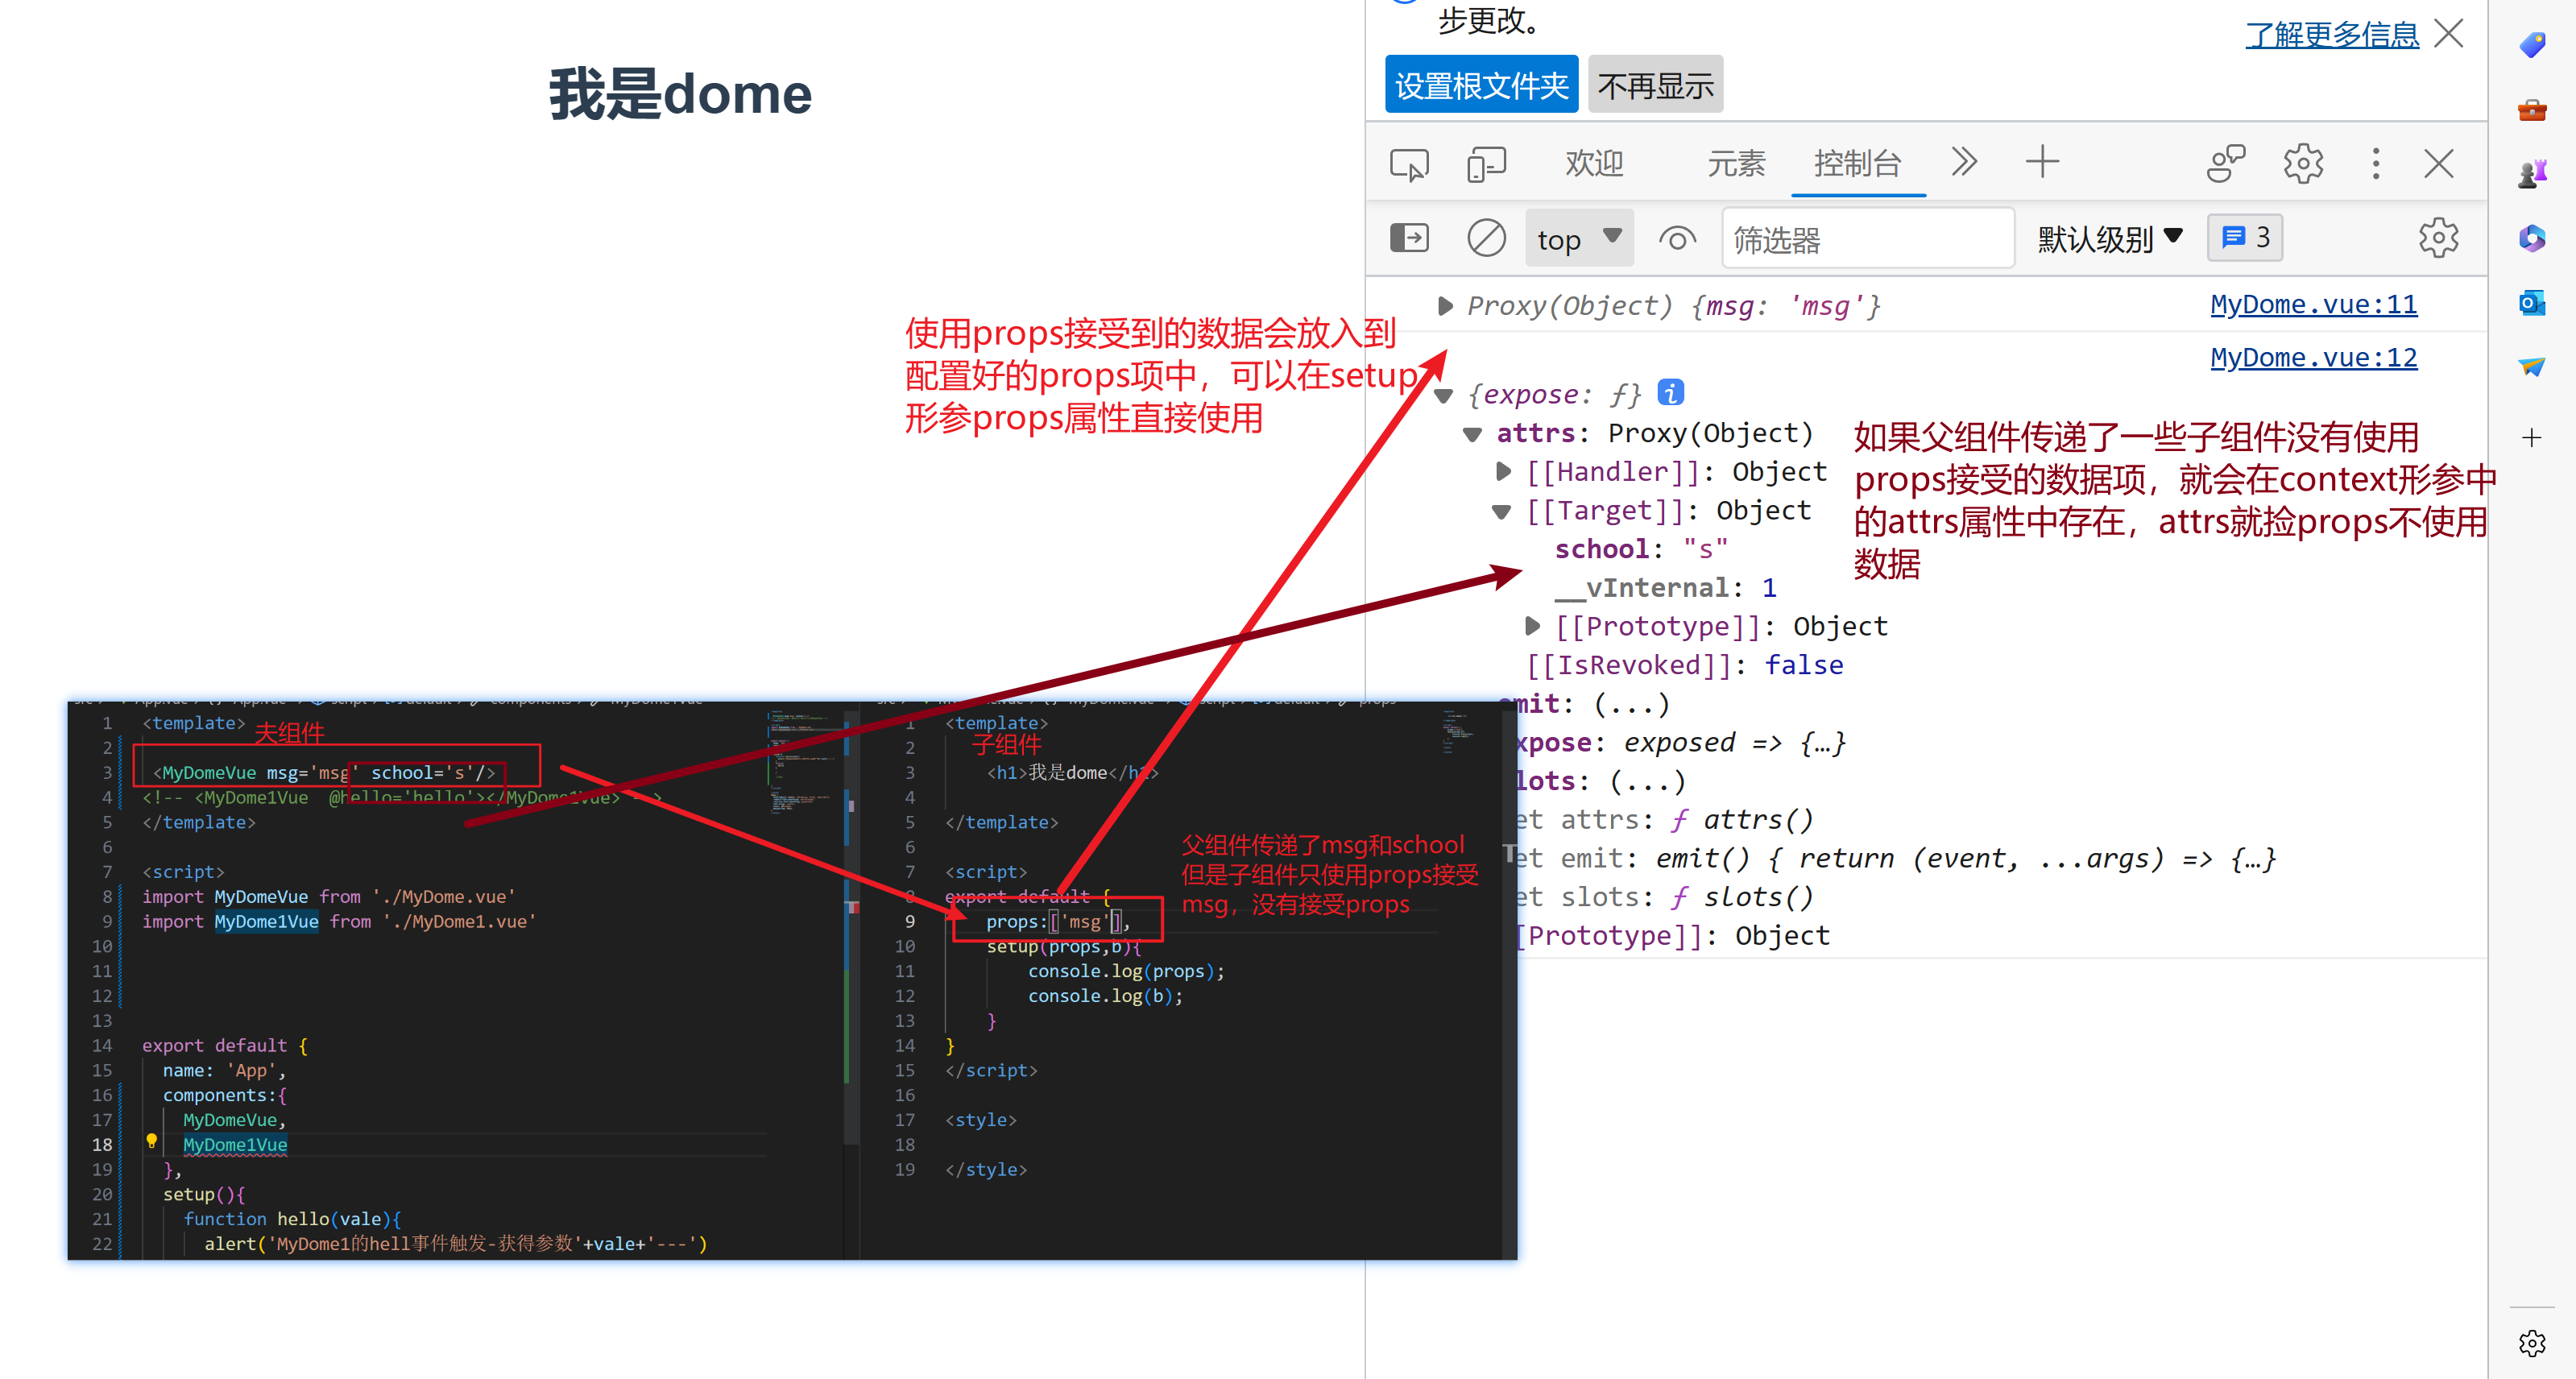 我是dome
步更改。
了解更多信息
设置根文件夹
不再显示
欢迎
元素
控制台
top
筛选器
默认级别
3
Proxy(Object) {msg: 'msg'}
MyDome.vue:11
MyDome.vue:12
{expose: ƒ}
attrs: Proxy(Object)
[[Handler]]: Object
[[Target]]: Object
school: "s"
__vInternal: 1
[[Prototype]]: Object
[[IsRevoked]]: false
emit: (...)
xpose: exposed => {…}
lots: (...)
et attrs: ƒ attrs()
et emit: emit() { return (event, ...args) => {…}
et slots: ƒ slots()
[Prototype]]: Object
使用props接受到的数据会放入到
配置好的props项中，可以在setup
形参props属性直接使用
如果父组件传递了一些子组件没有使用
props接受的数据项，就会在context形参中
的attrs属性中存在，attrs就捡props不使用
数据
1 <template>
夫组件
2
3 <MyDomeVue msg='msg' school='s'/>
4 <!-- <MyDome1Vue @hello='hello'></MyDome1Vue> -->
5 </template>
6
7 <script>
8 import MyDomeVue from './MyDome.vue'
9 import MyDome1Vue from './MyDome1.vue'
10
11
12
13
14 export default {
15 name: 'App',
16 components:{
17 MyDomeVue,
18 MyDome1Vue
19 },
20 setup(){
21 function hello(vale){
22 alert('MyDome1的hell事件触发-获得参数'+vale+'---')
1 <template>
子组件
2
3 <h1>我是dome</h1>
4
5 </template>
6
7 <script>
8 export default {
9 props:['msg'],
10 setup(props,b){
11 console.log(props);
12 console.log(b);
13 }
14 }
15 </script>
16
17 <style>
18
19 </style>
父组件传递了msg和school
但是子组件只使用props接受
msg，没有接受props